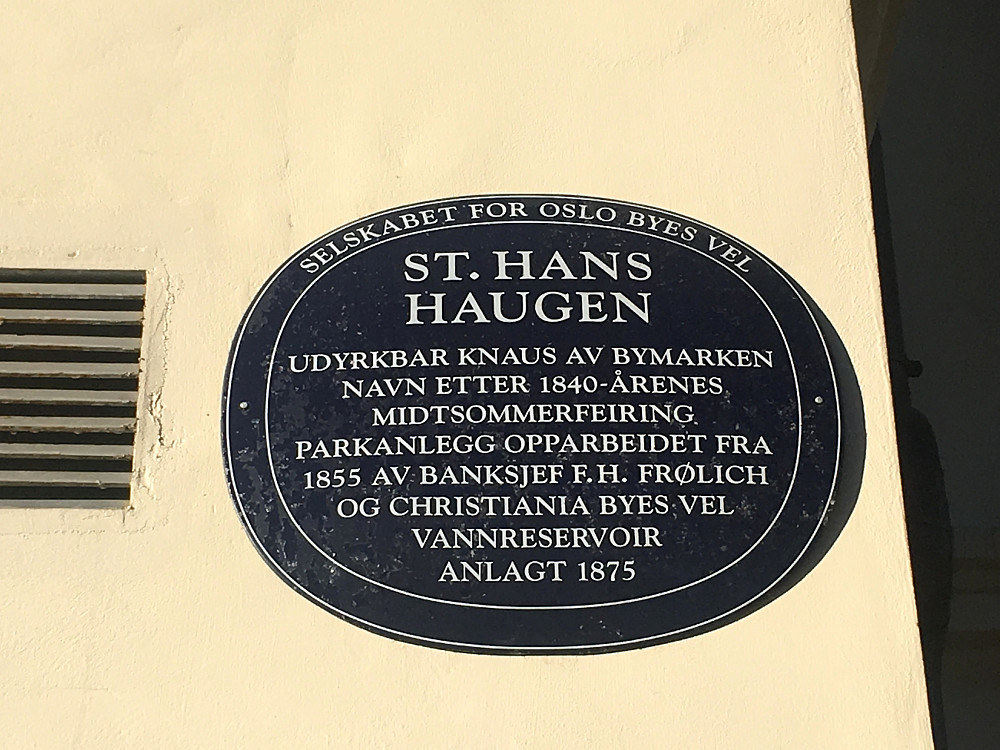 SELSKABET FOR OSLO BYES VEL
ST. HANS
HAUGEN
UDYRKBAR KNAUS AV BYMARKEN
NAVN ETTER 1840-ÅRENES
MIDTSOMMERFEIRING
PARKANLEGG OPPARBEIDET FRA
1855 AV BANKSJEF F.H. FRØLICH
OG CHRISTIANIA BYES VEL
VANNRESERVOIR
ANLAGT 1875